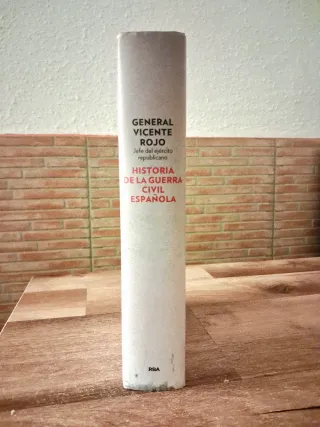 GENERAL
VICENTE
ROJO
Jefe del ejército
republicano
HISTORIA
DE LA GUERRA
CIVIL
ESPAÑOLA
RBA